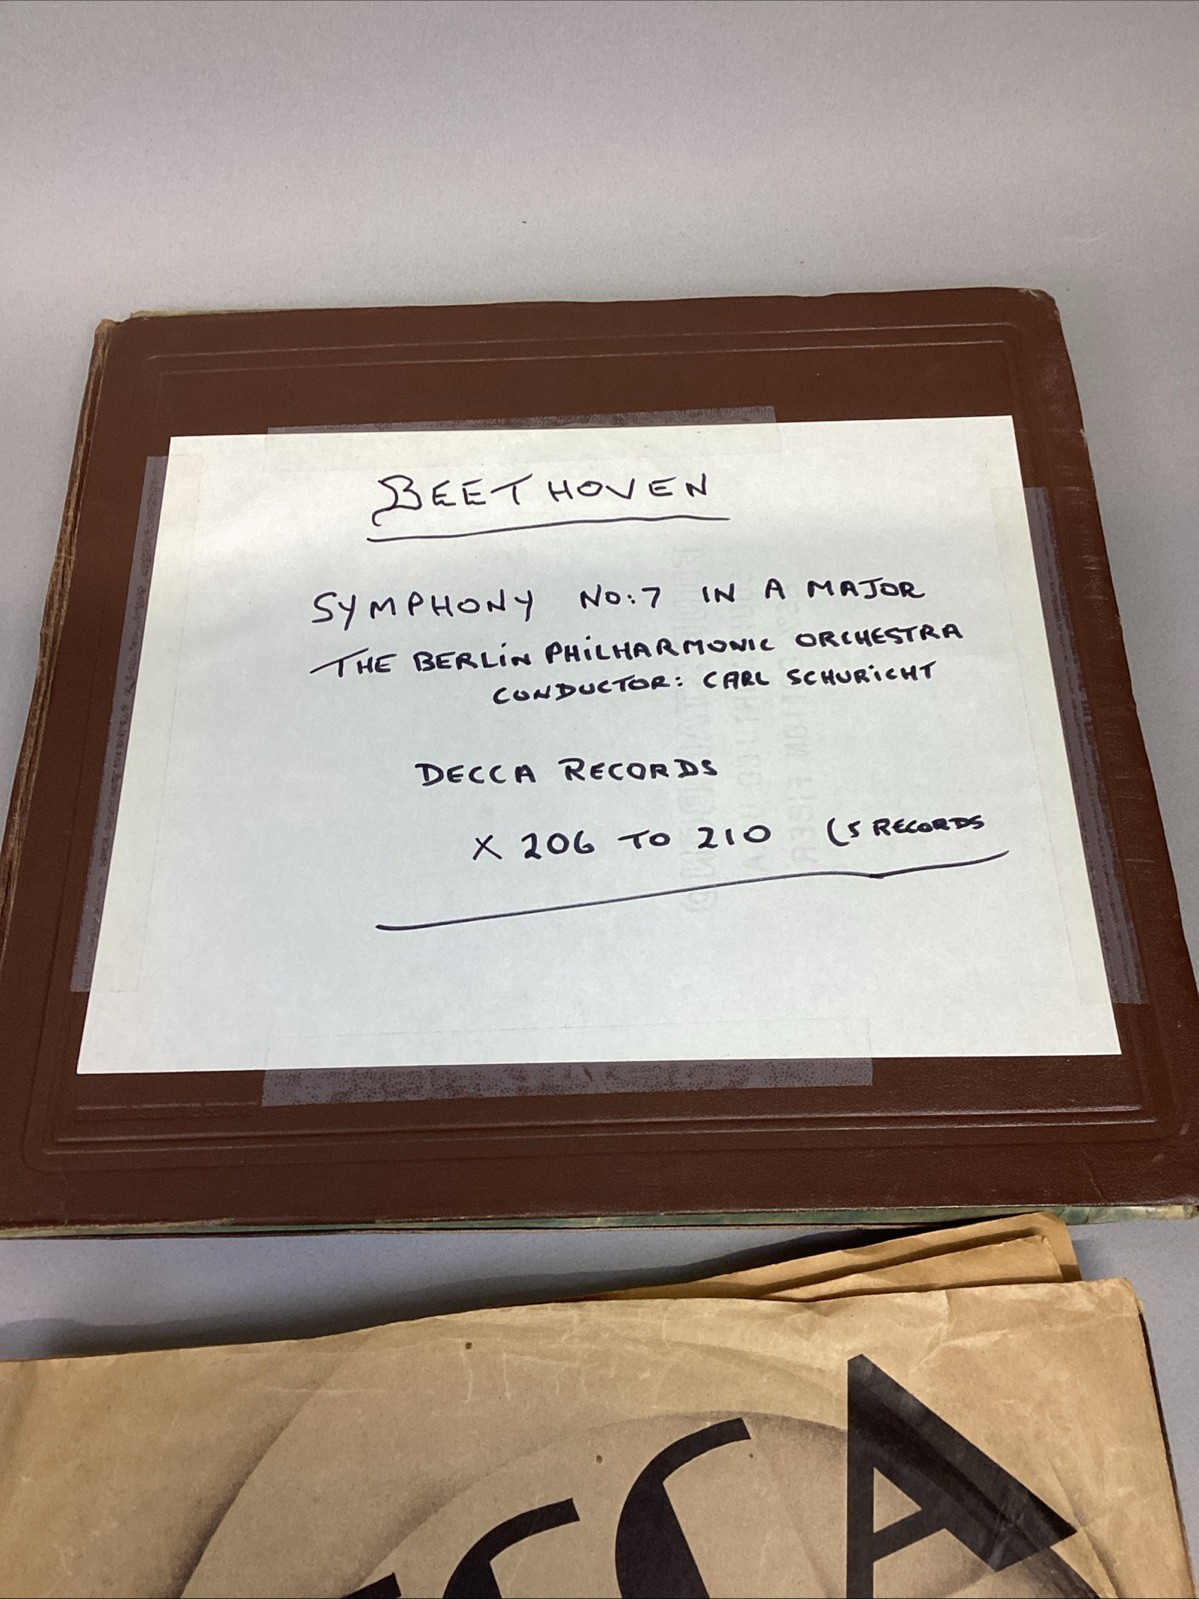 BEETHOVEN
SYMPHONY NO:7 IN A MAJOR
THE BERLIN PHILHARMONIC ORCHESTRA
CONDUCTOR: CARL SCHURICHT
DECCA RECORDS
X 206 TO 210 (5 RECORDS
CCA